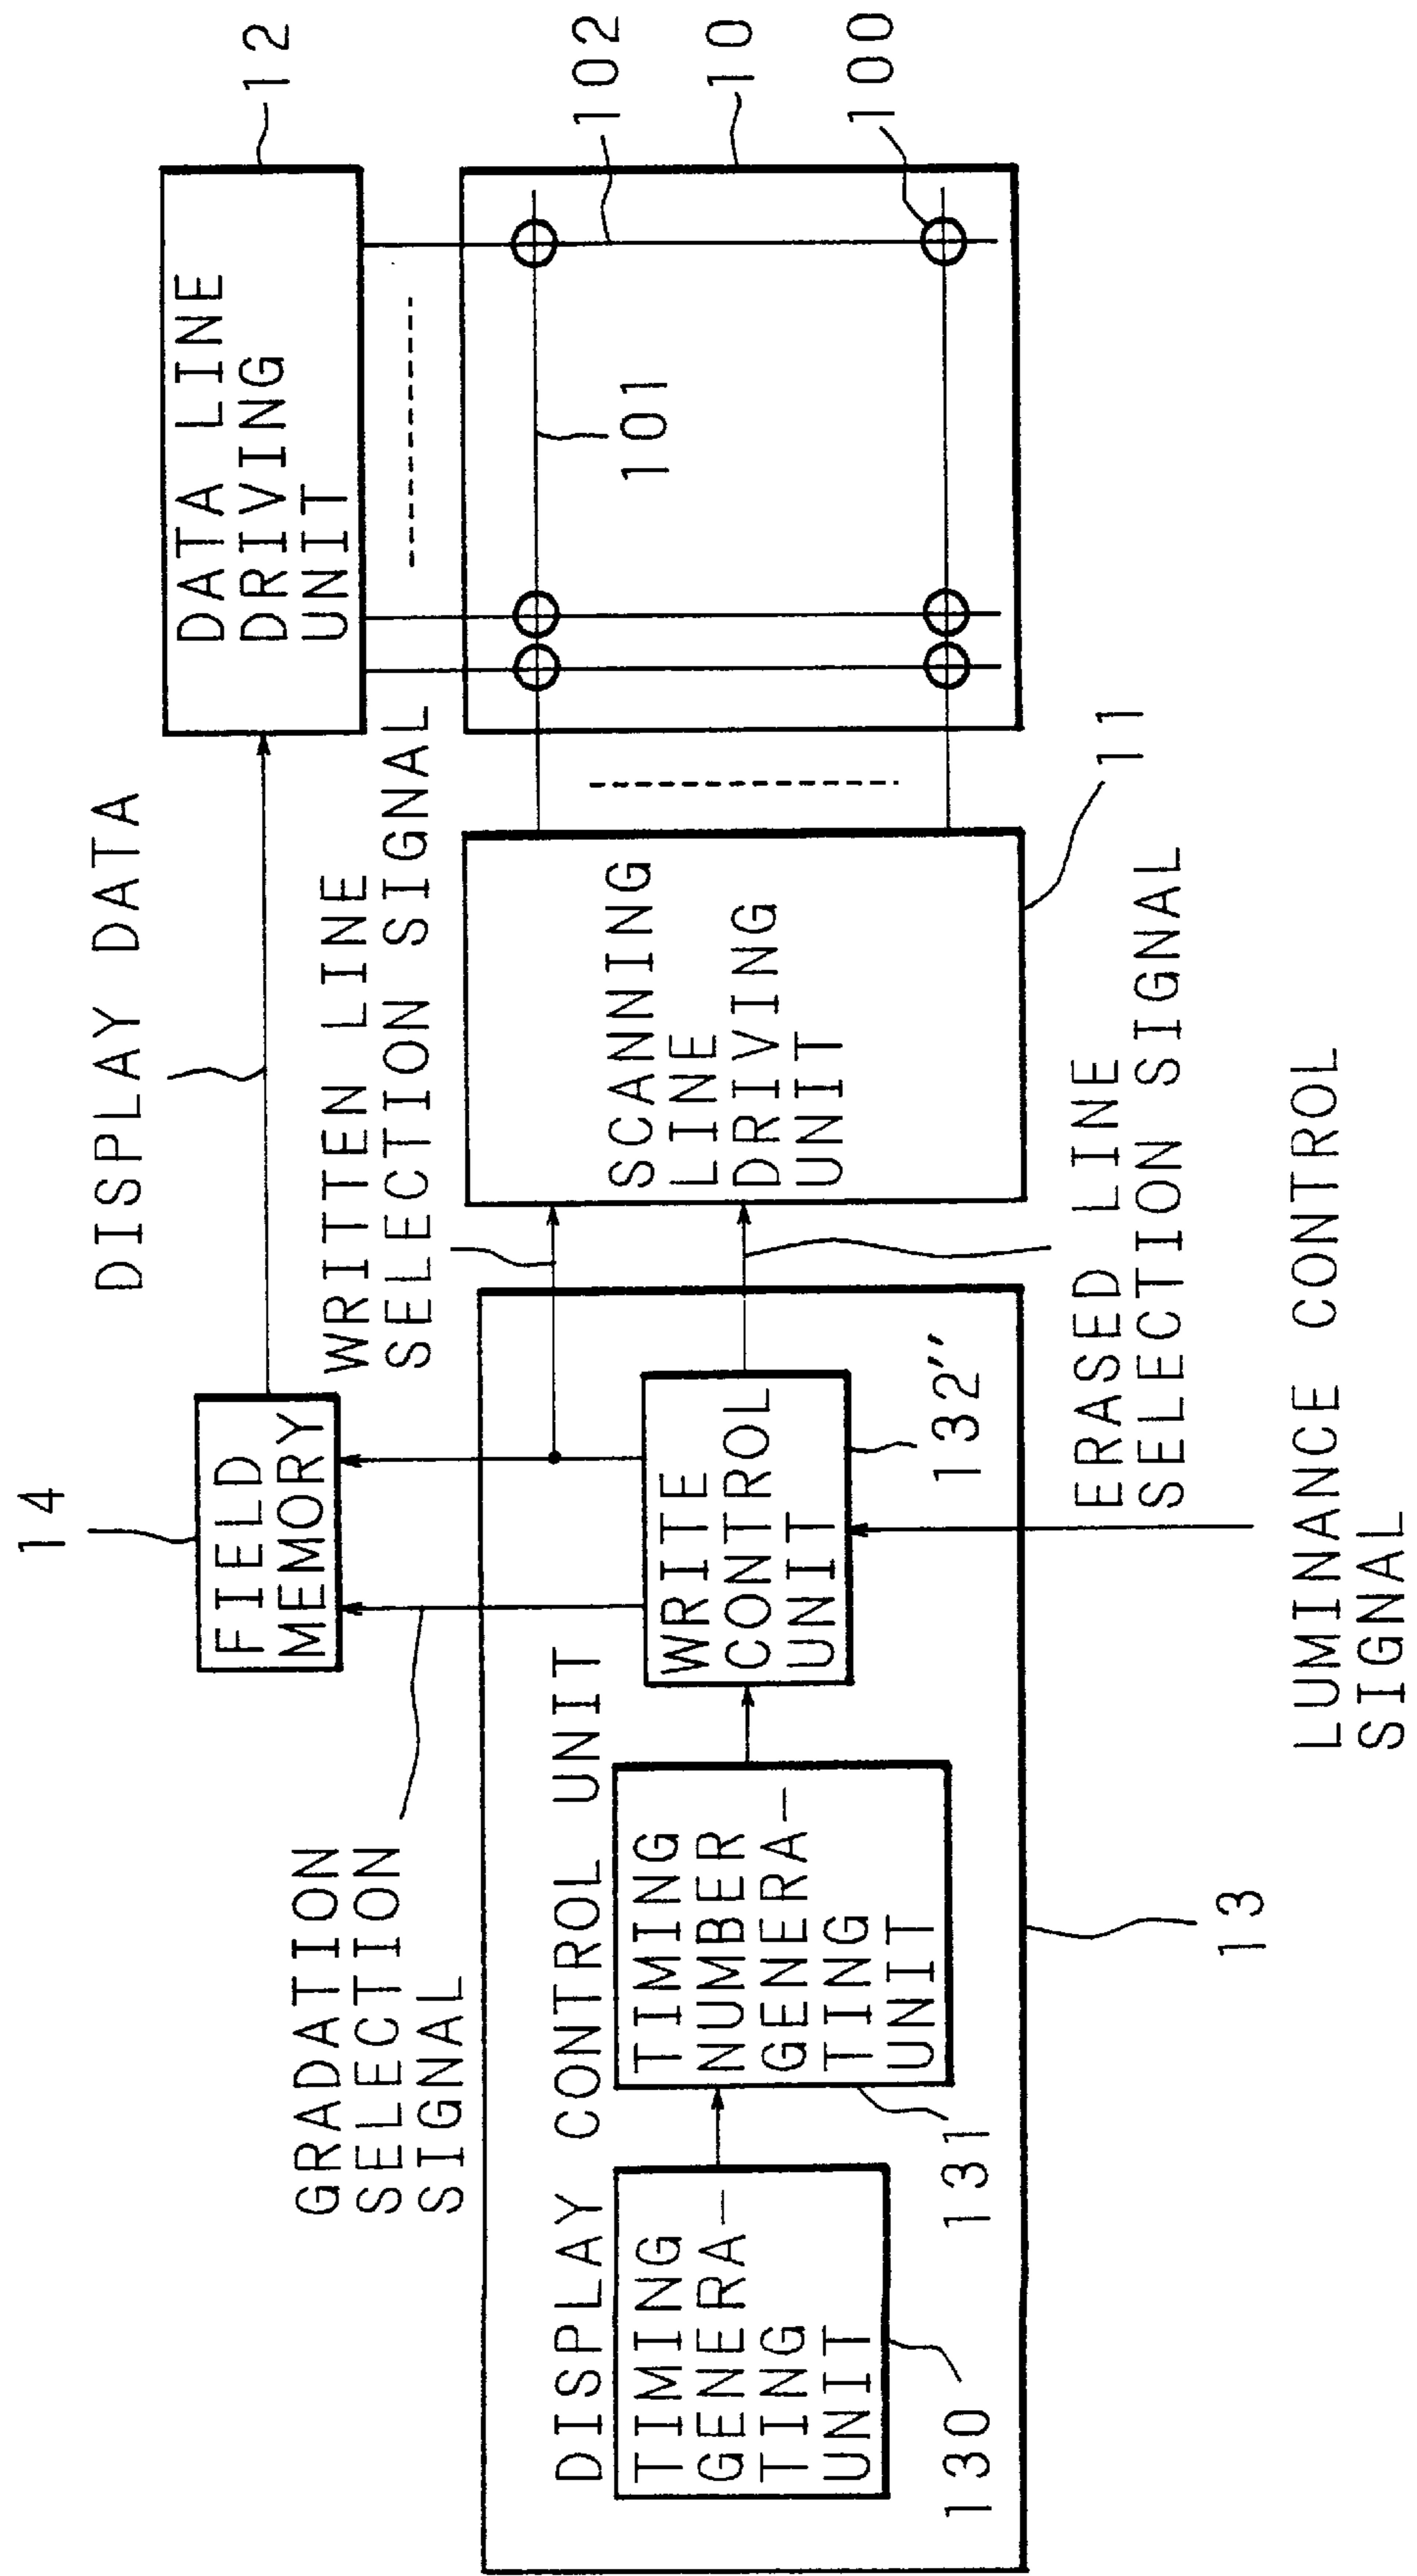 14
FIELD
MEMORY
DISPLAY DATA
DATA LINE
DRIVING
UNIT
12
GRADATION
SELECTION
SIGNAL
WRITTEN LINE
SELECTION SIGNAL
102
10
100
101
DISPLAY CONTROL UNIT
TIMING
GENERA-
TING
UNIT
130
TIMING
NUMBER
GENERA-
TING
UNIT
131
WRITE
CONTROL
UNIT
132''
SCANNING
LINE
DRIVING
UNIT
11
13
ERASED LINE
SELECTION SIGNAL
LUMINANCE CONTROL
SIGNAL